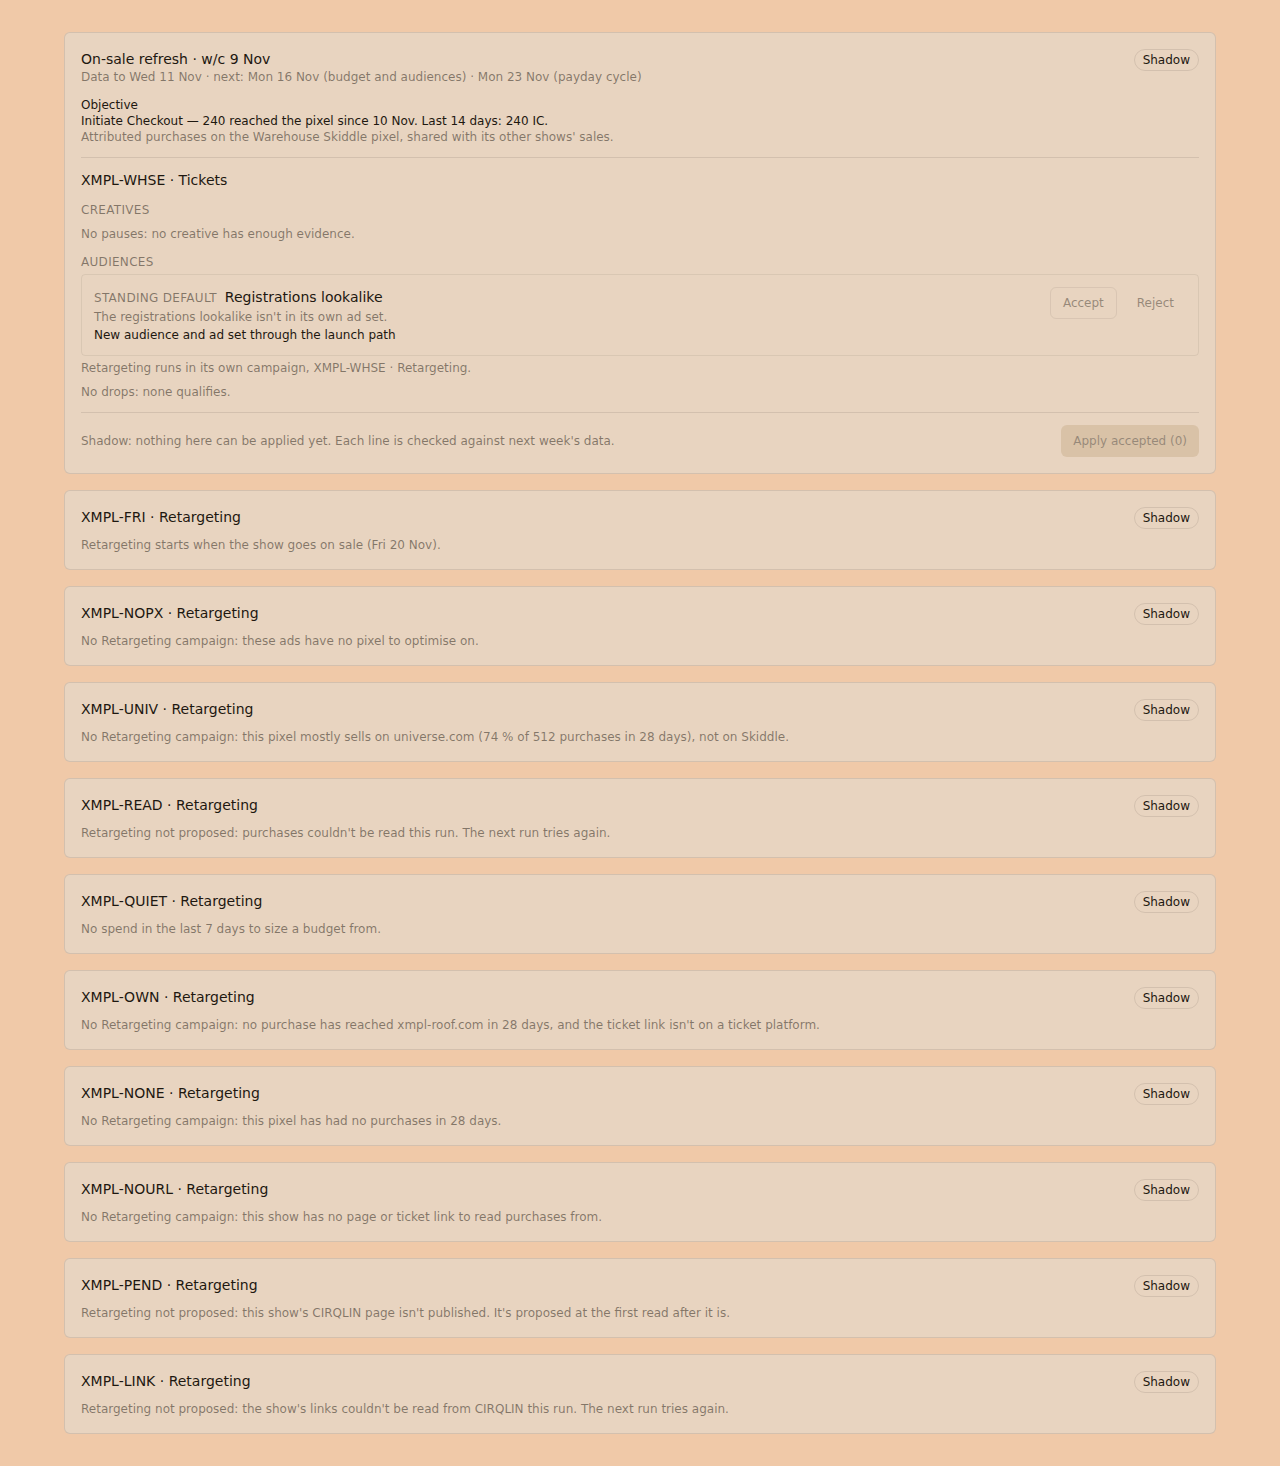 On-sale refresh · w/c 9 Nov
Shadow
Data to Wed 11 Nov · next: Mon 16 Nov (budget and audiences) · Mon 23 Nov (payday cycle)
Objective
Initiate Checkout — 240 reached the pixel since 10 Nov. Last 14 days: 240 IC.
Attributed purchases on the Warehouse Skiddle pixel, shared with its other shows' sales.
XMPL-WHSE · Tickets
CREATIVES
No pauses: no creative has enough evidence.
AUDIENCES
STANDING DEFAULT Registrations lookalike
Accept
Reject
The registrations lookalike isn't in its own ad set.
New audience and ad set through the launch path
Retargeting runs in its own campaign, XMPL-WHSE · Retargeting.
No drops: none qualifies.
Shadow: nothing here can be applied yet. Each line is checked against next week's data.
Apply accepted (0)
XMPL-FRI · Retargeting
Shadow
Retargeting starts when the show goes on sale (Fri 20 Nov).
XMPL-NOPX · Retargeting
Shadow
No Retargeting campaign: these ads have no pixel to optimise on.
XMPL-UNIV · Retargeting
Shadow
No Retargeting campaign: this pixel mostly sells on universe.com (74 % of 512 purchases in 28 days), not on Skiddle.
XMPL-READ · Retargeting
Shadow
Retargeting not proposed: purchases couldn't be read this run. The next run tries again.
XMPL-QUIET · Retargeting
Shadow
No spend in the last 7 days to size a budget from.
XMPL-OWN · Retargeting
Shadow
No Retargeting campaign: no purchase has reached xmpl-roof.com in 28 days, and the ticket link isn't on a ticket platform.
XMPL-NONE · Retargeting
Shadow
No Retargeting campaign: this pixel has had no purchases in 28 days.
XMPL-NOURL · Retargeting
Shadow
No Retargeting campaign: this show has no page or ticket link to read purchases from.
XMPL-PEND · Retargeting
Shadow
Retargeting not proposed: this show's CIRQLIN page isn't published. It's proposed at the first read after it is.
XMPL-LINK · Retargeting
Shadow
Retargeting not proposed: the show's links couldn't be read from CIRQLIN this run. The next run tries again.